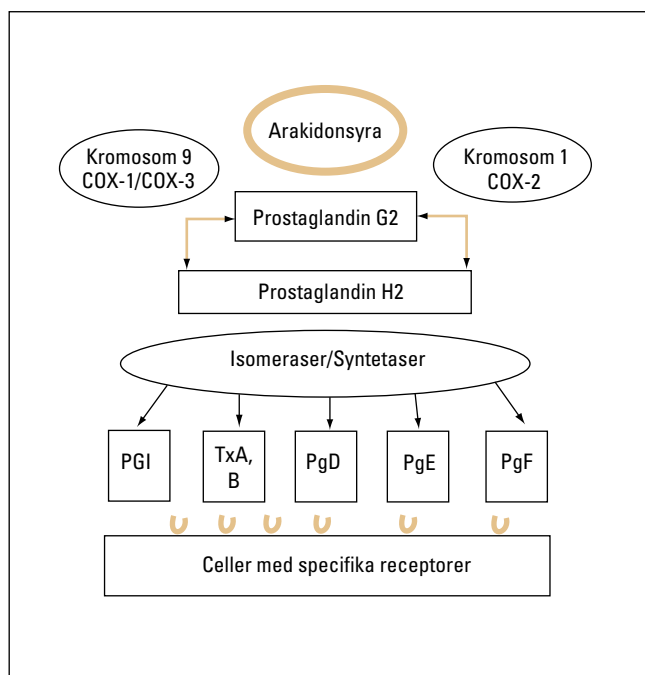 Arakidonsyra
Kromosom 9
COX-1/COX-3
Kromosom 1
COX-2
Prostaglandin G2
Prostaglandin H2
Isomeraser/Syntetaser
PGI
TxA,
B
PgD
PgE
PgF
Celler med specifika receptorer